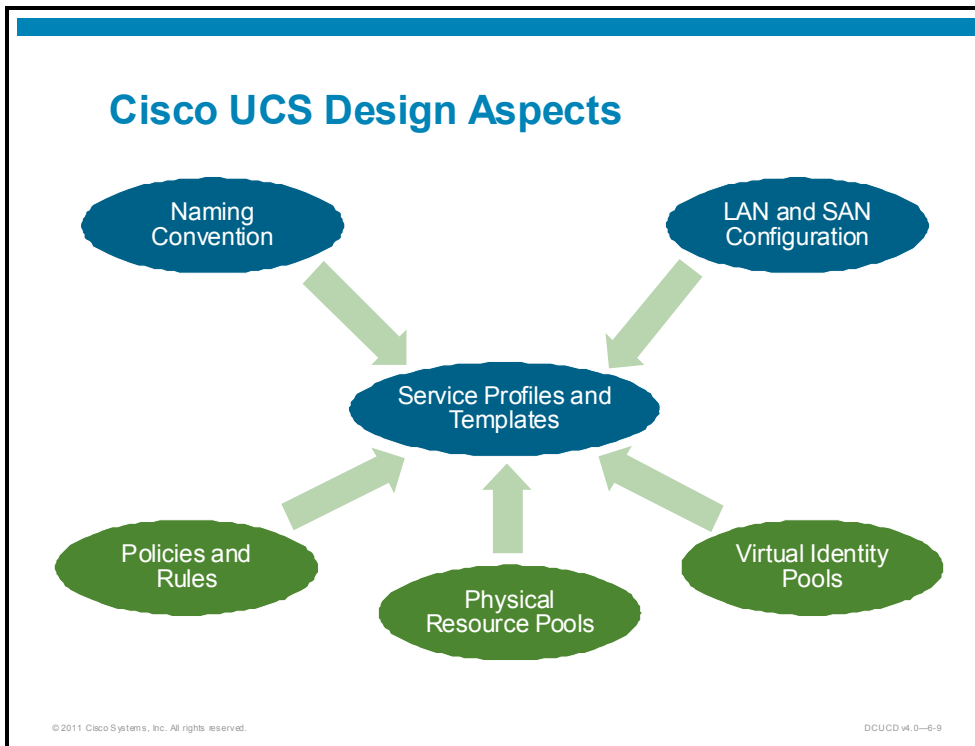 Cisco UCS Design Aspects
Naming
Convention
LAN and SAN
Configuration
Service Profiles and
Templates
Policies and
Rules
Physical
Resource Pools
Virtual Identity
Pools
© 2011 Cisco Systems, Inc. All rights reserved.
DCUCD v4.0—6-9